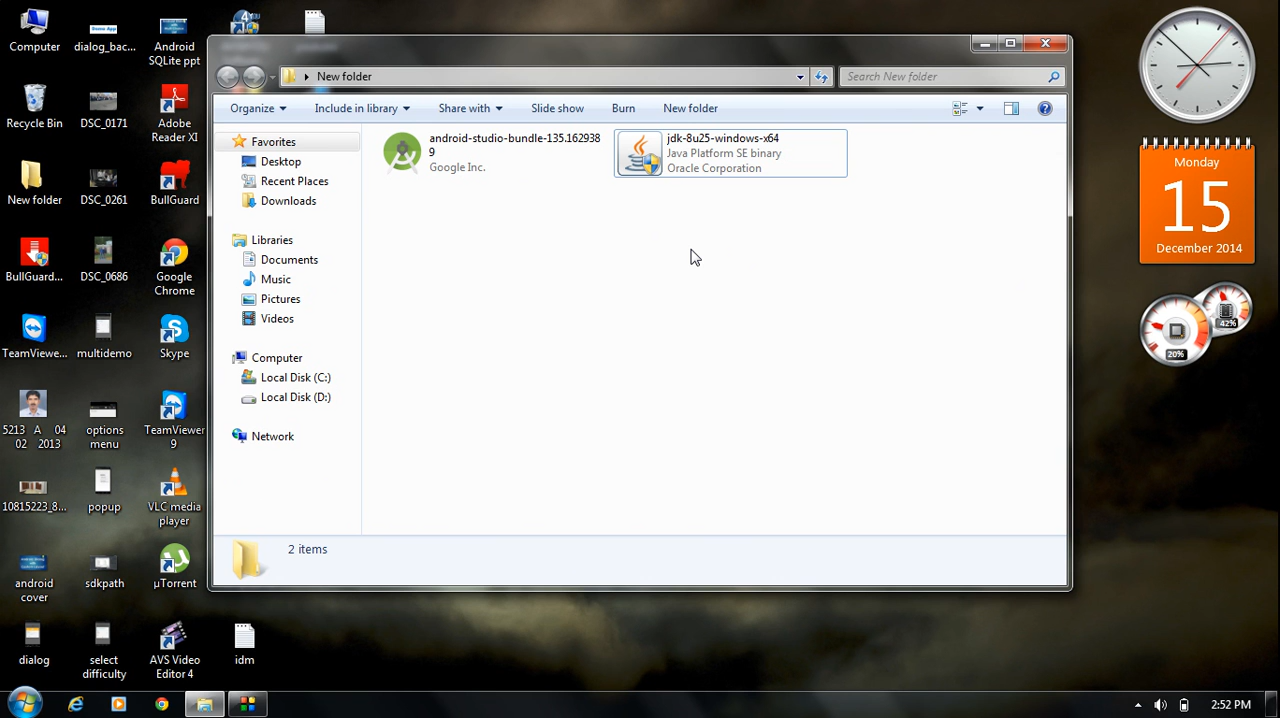 Computer
dialog_bac...
Android
SQLite ppt
4YOU
Recycle Bin
DSC_0171
Adobe
Reader XI
New folder
DSC_0261
BullGuard
BullGuard...
DSC_0686
Google
Chrome
TeamViewe...
multidemo
Skype
5213 A 04
02 2013
options
menu
TeamViewer
9
10815223_8...
popup
VLC media
player
android
cover
sdkpath
µTorrent
dialog
select
difficulty
AVS Video
Editor 4
idm
New folder
Search New folder
Organize
Include in library
Share with
Slide show
Burn
New folder
Favorites
Desktop
Recent Places
Downloads
Libraries
Documents
Music
Pictures
Videos
Computer
Local Disk (C:)
Local Disk (D:)
Network
android-studio-bundle-135.162938
9
Google Inc.
jdk-8u25-windows-x64
Java Platform SE binary
Oracle Corporation
2 items
Monday
15
December 2014
42%
20%
2:52 PM